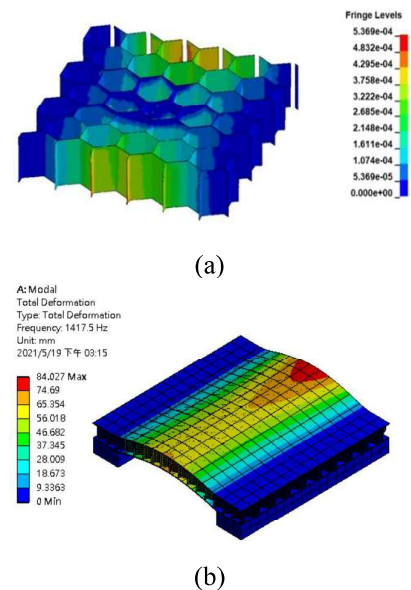 Fringe Levels
5.369e-04
4.832e-04
4.295e-04
3.758e-04
3.222e-04
2.685e-04
2.148e-04
1.611e-04
1.074e-04
5.369e-05
0.000e+00
(a)
A: Modal
Total Deformation
Type: Total Deformation
Frequency: 1417.5 Hz
Unit: mm
2021/5/19 下午 03:15
84.027 Max
74.69
65.354
56.018
46.682
37.345
28.009
18.673
9.3363
0 Min
(b)